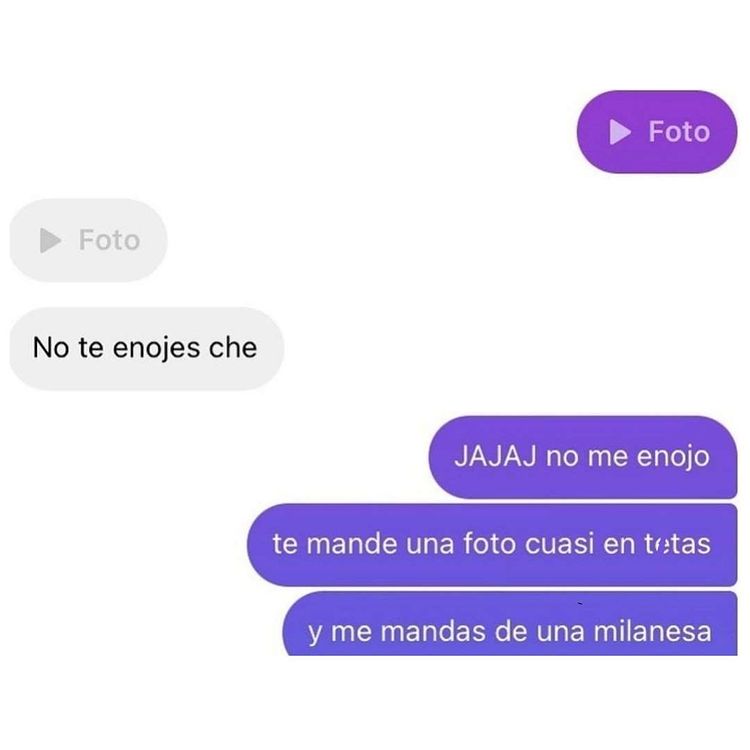 Foto
Foto
No te enojes che
JAJAJ no me enojo
te mande una foto cuasi en tetas
y me mandas de una milanesa